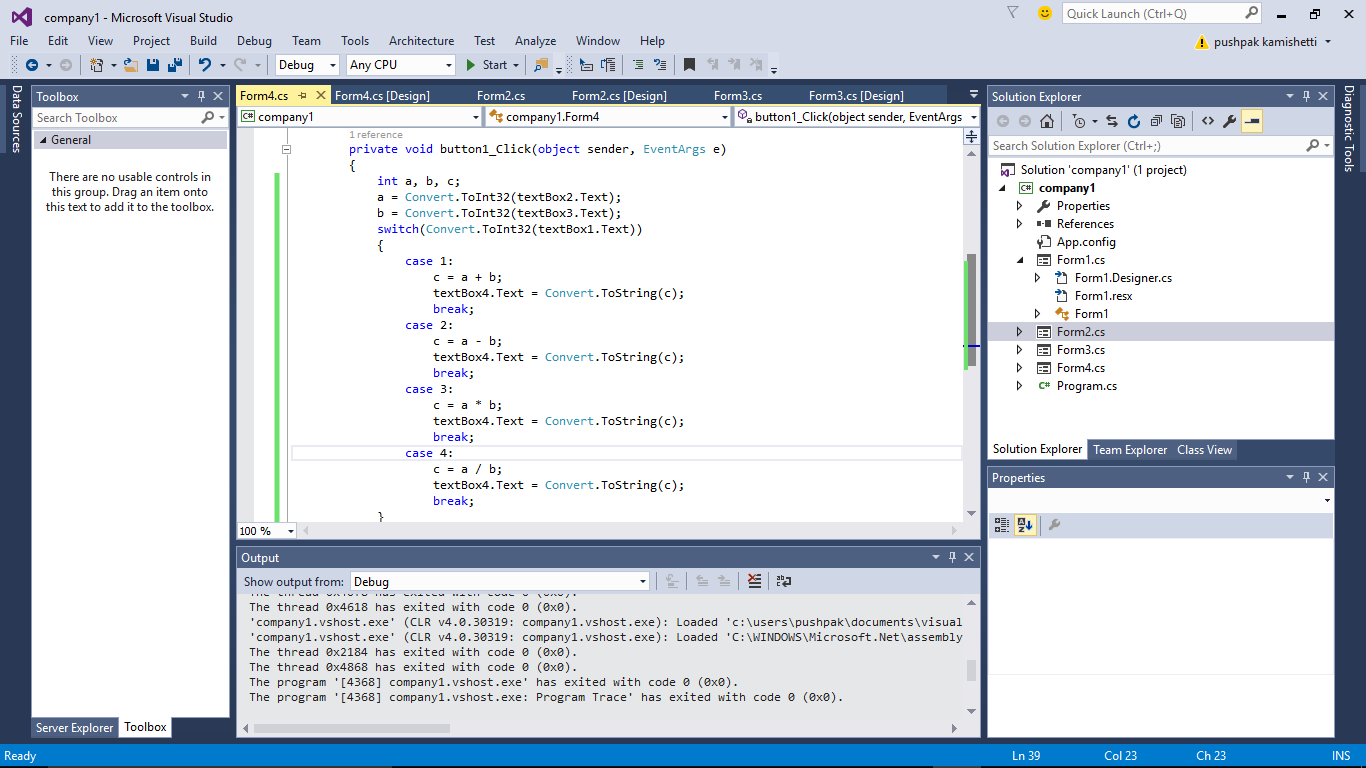 company1 - Microsoft Visual Studio
Quick Launch (Ctrl+Q)
File Edit View Project Build Debug Team Tools Architecture Test Analyze Window Help
pushpak kamishetti
Debug Any CPU Start
Data Sources
Toolbox
Search Toolbox
General
There are no usable controls in
this group. Drag an item onto
this text to add it to the toolbox.
Server Explorer Toolbox
Form4.cs Form4.cs [Design] Form2.cs Form2.cs [Design] Form3.cs Form3.cs [Design]
company1 company1.Form4 button1_Click(object sender, EventArgs
1 reference
private void button1_Click(object sender, EventArgs e)
{
int a, b, c;
a = Convert.ToInt32(textBox2.Text);
b = Convert.ToInt32(textBox3.Text);
switch(Convert.ToInt32(textBox1.Text))
{
case 1:
c = a + b;
textBox4.Text = Convert.ToString(c);
break;
case 2:
c = a - b;
textBox4.Text = Convert.ToString(c);
break;
case 3:
c = a * b;
textBox4.Text = Convert.ToString(c);
break;
case 4:
c = a / b;
textBox4.Text = Convert.ToString(c);
break;
}
100 %
Output
Show output from: Debug
The thread 0x4618 has exited with code 0 (0x0).
'company1.vshost.exe' (CLR v4.0.30319: company1.vshost.exe): Loaded 'c:\users\pushpak\documents\visual
'company1.vshost.exe' (CLR v4.0.30319: company1.vshost.exe): Loaded 'C:\WINDOWS\Microsoft.Net\assembly
The thread 0x2184 has exited with code 0 (0x0).
The thread 0x4868 has exited with code 0 (0x0).
The program '[4368] company1.vshost.exe' has exited with code 0 (0x0).
The program '[4368] company1.vshost.exe: Program Trace' has exited with code 0 (0x0).
Solution Explorer
Search Solution Explorer (Ctrl+;)
Solution 'company1' (1 project)
company1
Properties
References
App.config
Form1.cs
Form1.Designer.cs
Form1.resx
Form1
Form2.cs
Form3.cs
Form4.cs
Program.cs
Solution Explorer Team Explorer Class View
Properties
Diagnostic Tools
Ready Ln 39 Col 23 Ch 23 INS